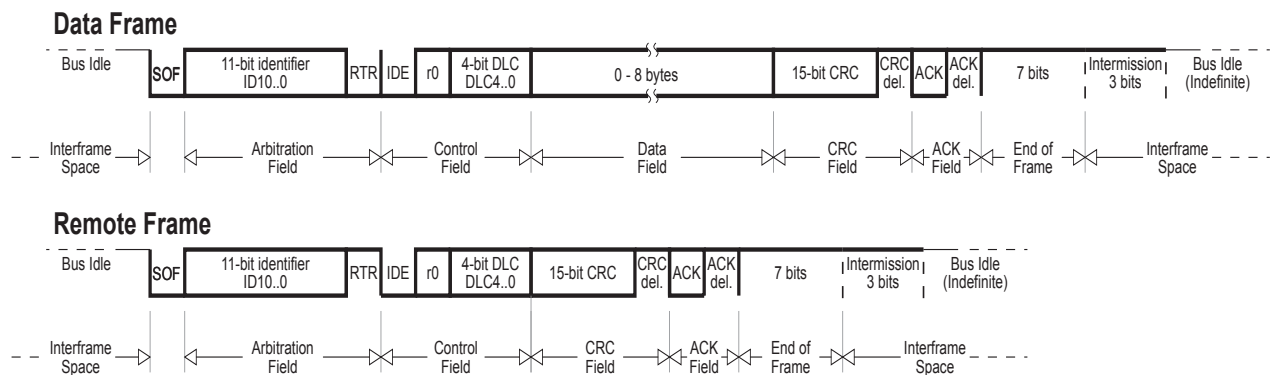 Data Frame
Bus Idle
SOF
11-bit identifier
ID10..0
RTR
IDE
r0
4-bit DLC
DLC4..0
0 - 8 bytes
15-bit CRC
CRC
del.
ACK
ACK
del.
7 bits
Intermission
3 bits
Bus Idle
(Indefinite)
Interframe
Space
Arbitration
Field
Control
Field
Data
Field
CRC
Field
ACK
Field
End of
Frame
Interframe
Space
Remote Frame
Bus Idle
SOF
11-bit identifier
ID10..0
RTR
IDE
r0
4-bit DLC
DLC4..0
15-bit CRC
CRC
del.
ACK
ACK
del.
7 bits
Intermission
3 bits
Bus Idle
(Indefinite)
Interframe
Space
Arbitration
Field
Control
Field
CRC
Field
ACK
Field
End of
Frame
Interframe
Space